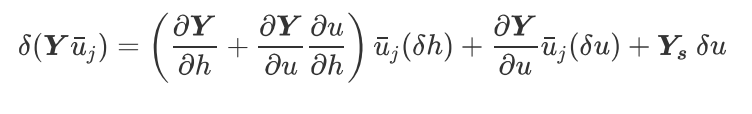 δ(Y ū_j) = (∂Y/∂h + ∂Y/∂u ∂u/∂h) ū_j(δh) + ∂Y/∂u ū_j(δu) + Y_s δu